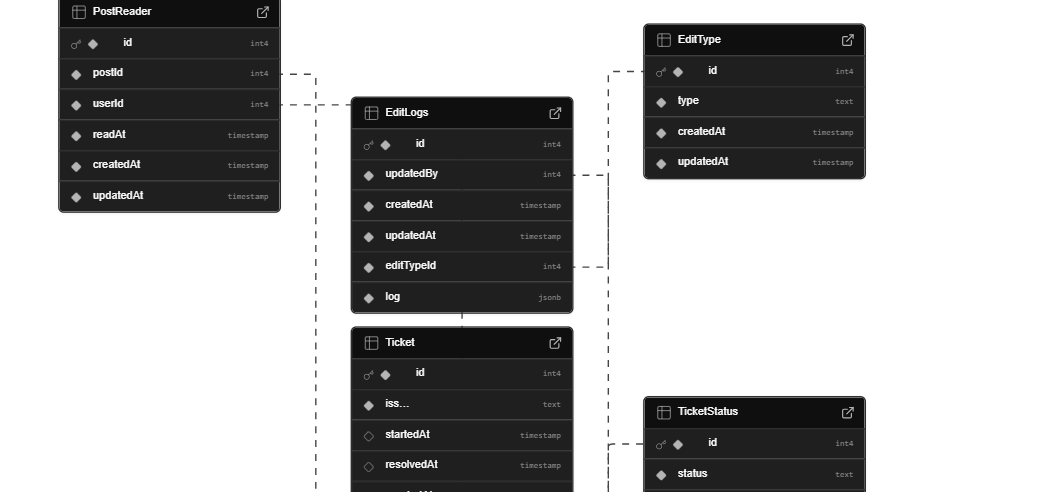 PostReader
id int4
postId int4
userId int4
readAt timestamp
createdAt timestamp
updatedAt timestamp
EditLogs
id int4
updatedBy int4
createdAt timestamp
updatedAt timestamp
editTypeId int4
log jsonb
Ticket
id int4
iss... text
startedAt timestamp
resolvedAt timestamp
EditType
id int4
type text
createdAt timestamp
updatedAt timestamp
TicketStatus
id int4
status text